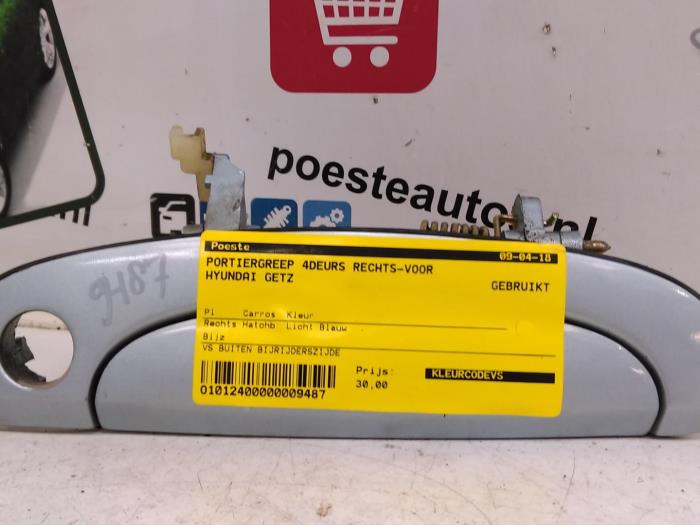 poesteauto
nl
9487
Poeste 09-04-18
PORTIERGREEP 4DEURS RECHTS-VOOR
HYUNDAI GETZ
GEBRUIKT
Pl Carros Kleur
Rechts Hatchb Licht Blauw
Bijz
VS BUITEN BIJRIJDERSZIJDE
Prijs: KLEURCODEVS
30,00
01012400000009487